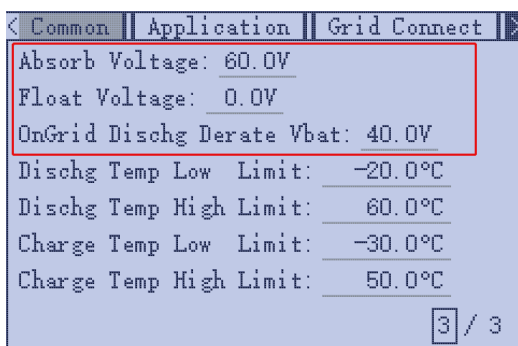 Common Application Grid Connect
Absorb Voltage: 60.0V
Float Voltage: 0.0V
OnGrid Dischg Derate Vbat: 40.0V
Dischg Temp Low Limit: -20.0℃
Dischg Temp High Limit: 60.0℃
Charge Temp Low Limit: -30.0℃
Charge Temp High Limit: 50.0℃
3 / 3